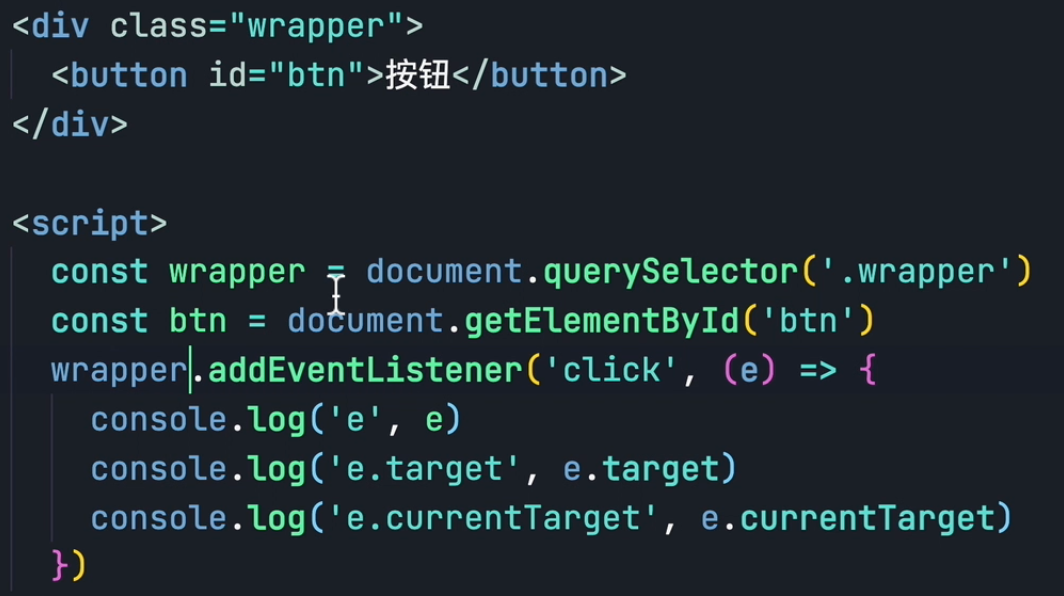 <div class="wrapper">
  <button id="btn">按钮</button>
</div>

<script>
  const wrapper = document.querySelector('.wrapper')
  const btn = document.getElementById('btn')
  wrapper.addEventListener('click', (e) => {
    console.log('e', e)
    console.log('e.target', e.target)
    console.log('e.currentTarget', e.currentTarget)
  })